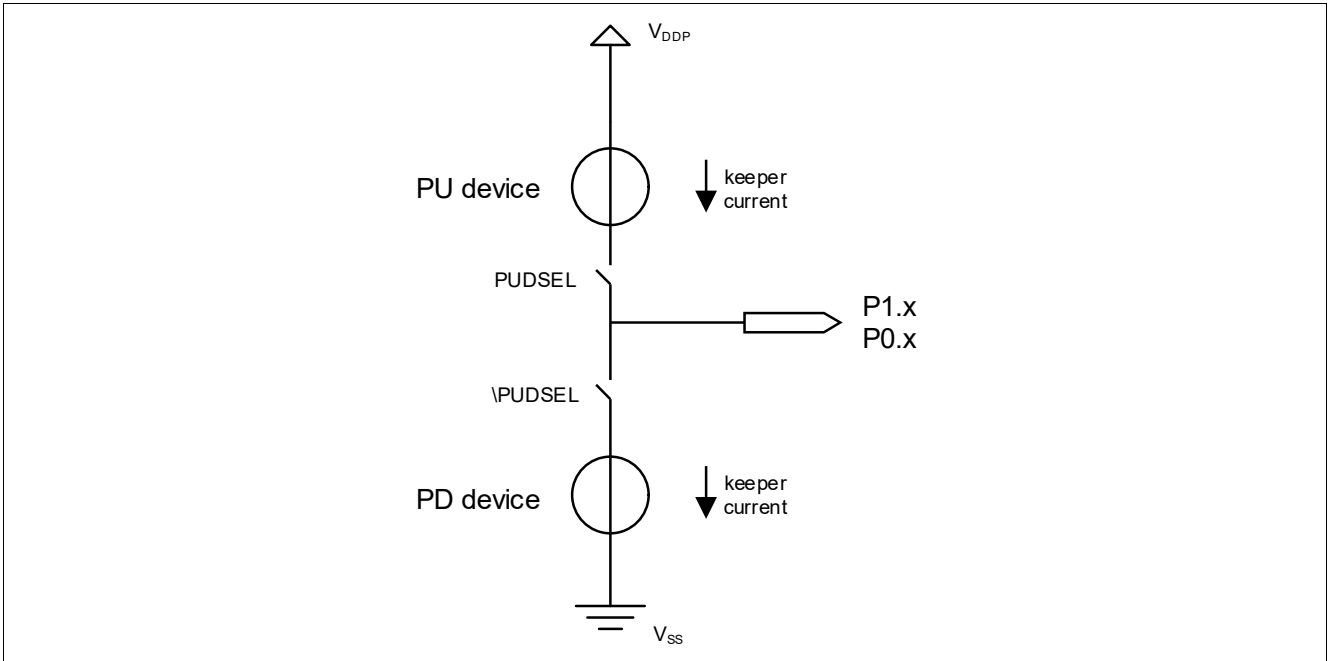 VDDP
PU device
keeper
current
PUDSEL
P1.x
P0.x
\PUDSEL
PD device
keeper
current
VSS